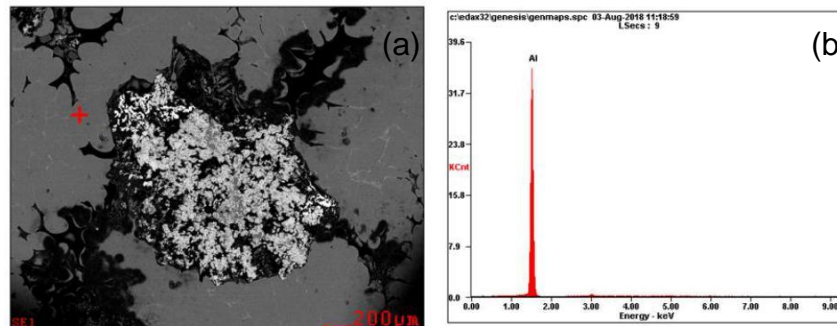 (a)
SE1
200µm
c:\edax32\genesis\genmaps.spc 03-Aug-2018 11:18:59
LSecs : 9
(b)
39.6
31.7
23.8
KCnt
15.8
7.9
0.0
Al
0.00 1.00 2.00 3.00 4.00 5.00 6.00 7.00 8.00 9.00
Energy - keV